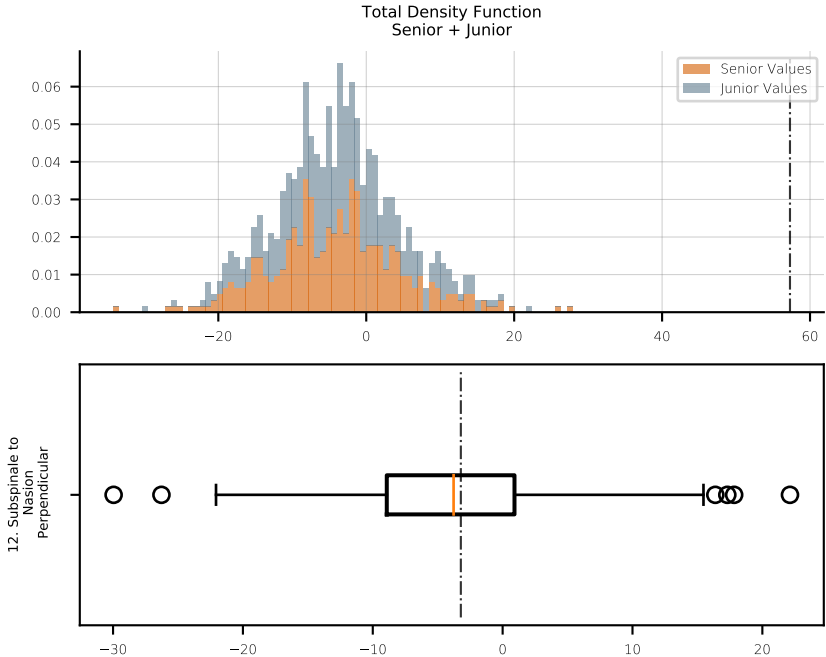 Total Density Function
Senior + Junior
Senior Values
Junior Values
0.06
0.05
0.04
0.03
0.02
0.01
0.00
−20 0 20 40 60
12. Subspinale to
Nasion
Perpendicular
−30 −20 −10 0 10 20